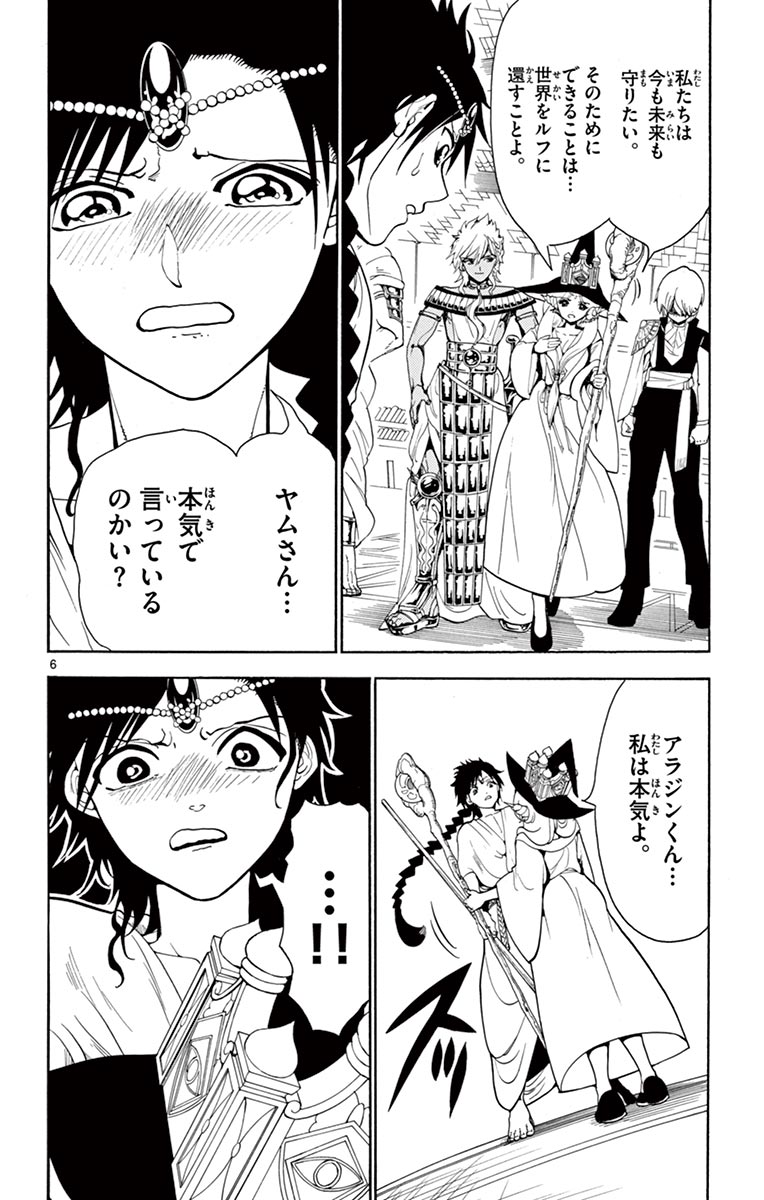 私たちは
今も未来も
守りたい。
そのために
できることは…
世界をルフに
還すことよ。
ヤムさん…
本気で
言っている
のかい？
6
アラジンくん…
私は本気よ。
ズッ
…!!